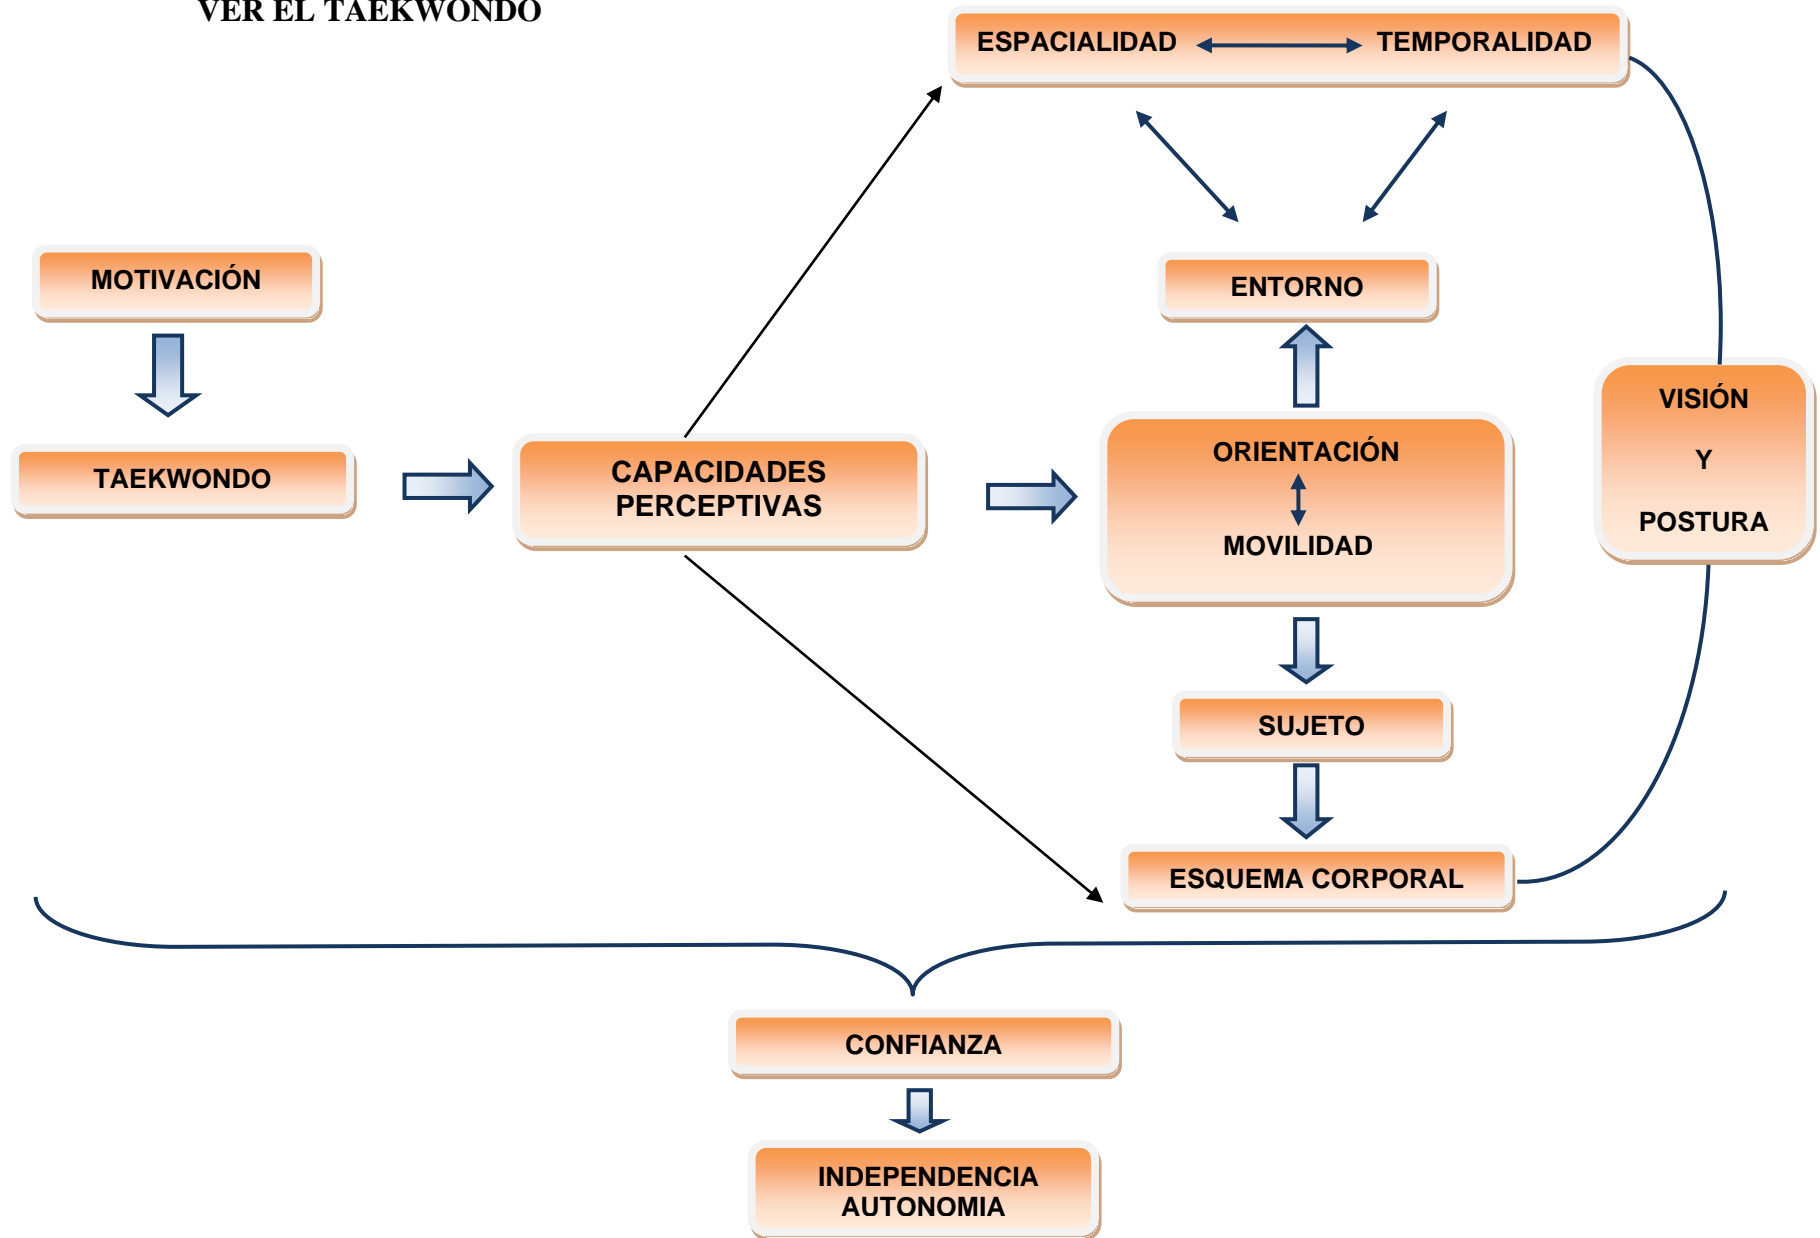 VER EL TAEKWONDO
ESPACIALIDAD TEMPORALIDAD
MOTIVACIÓN
ENTORNO
TAEKWONDO
CAPACIDADES
PERCEPTIVAS
ORIENTACIÓN
MOVILIDAD
VISIÓN
Y
POSTURA
SUJETO
ESQUEMA CORPORAL
CONFIANZA
INDEPENDENCIA
AUTONOMIA